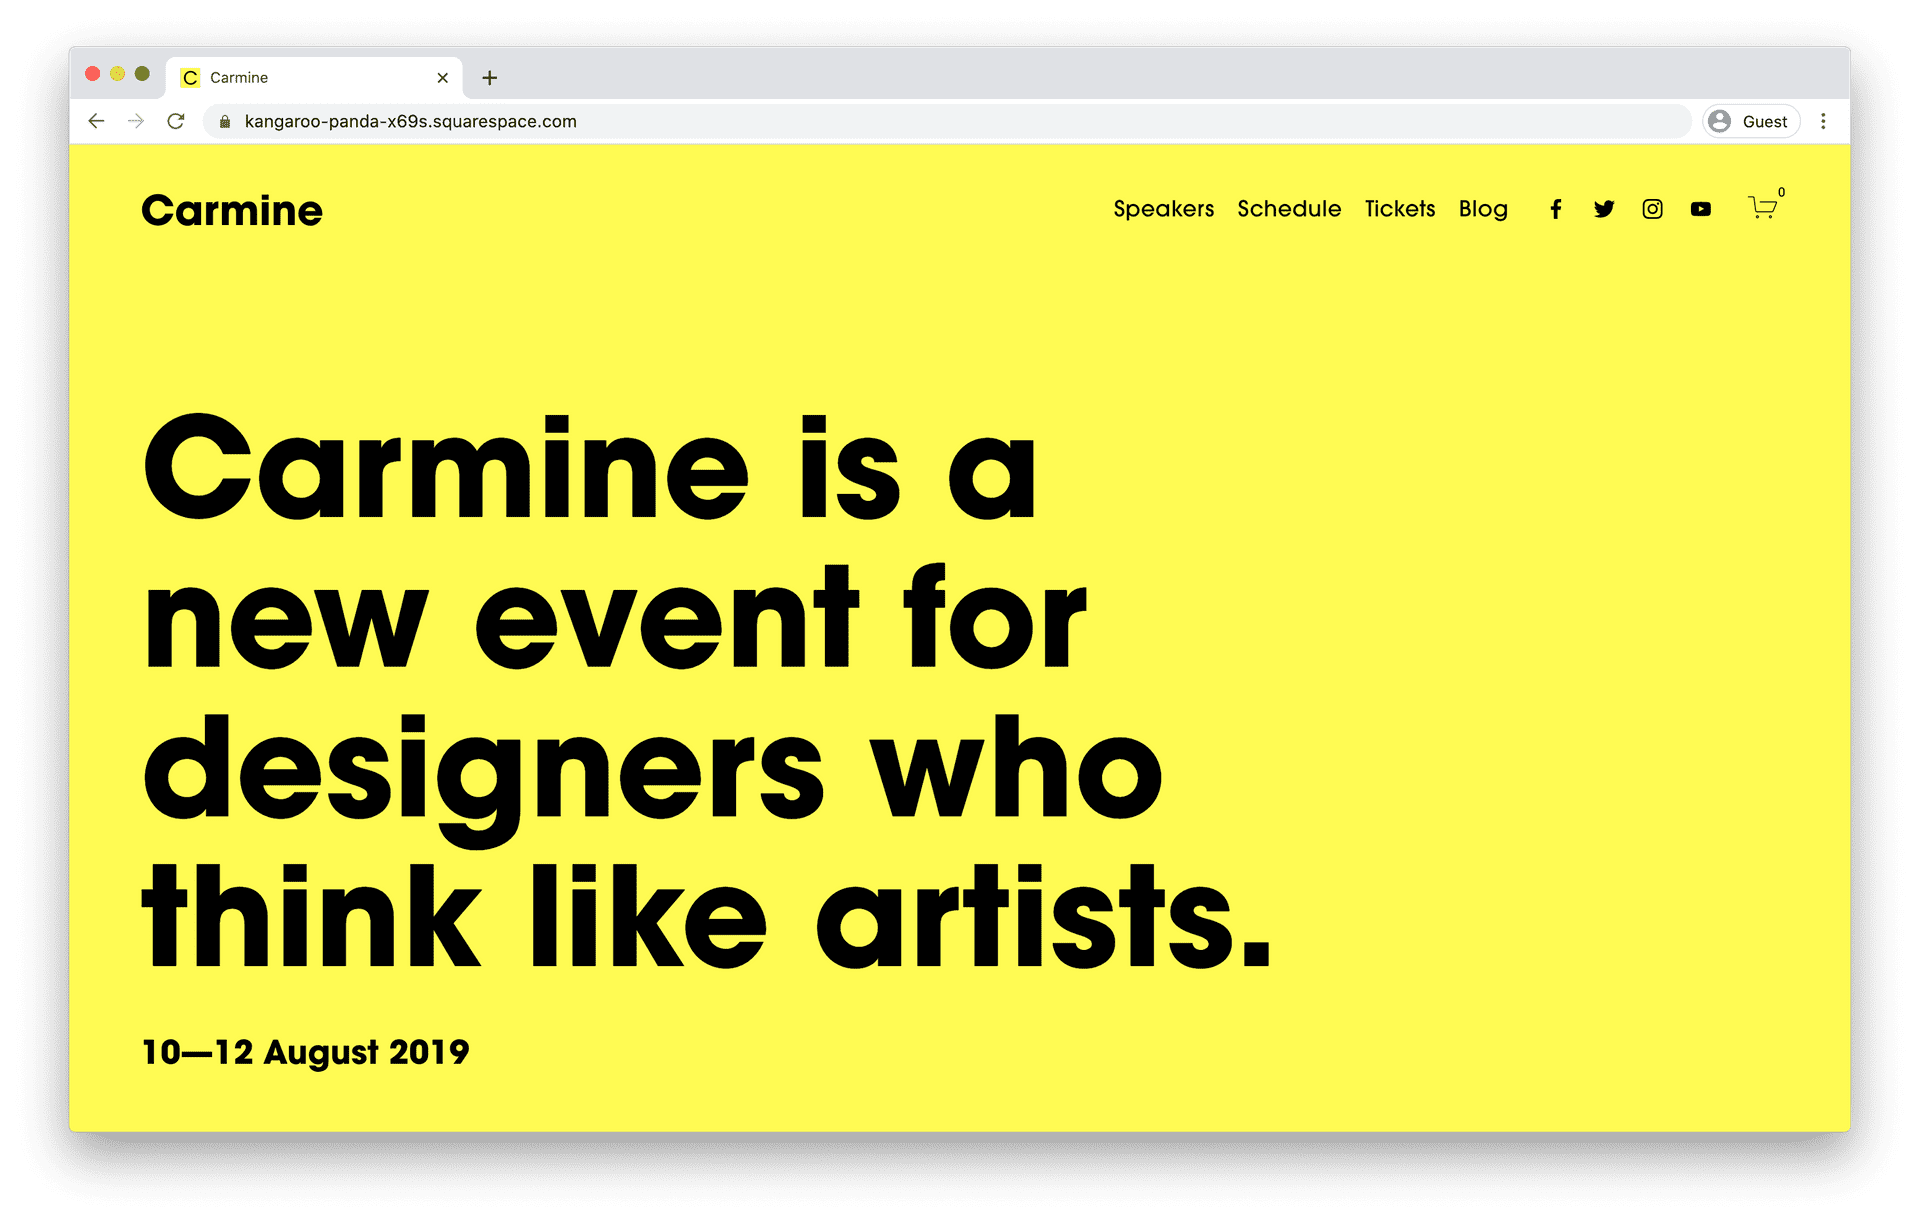 C Carmine
kangaroo-panda-x69s.squarespace.com
Guest
Carmine
Speakers Schedule Tickets Blog
0
Carmine is a
new event for
designers who
think like artists.
10—12 August 2019